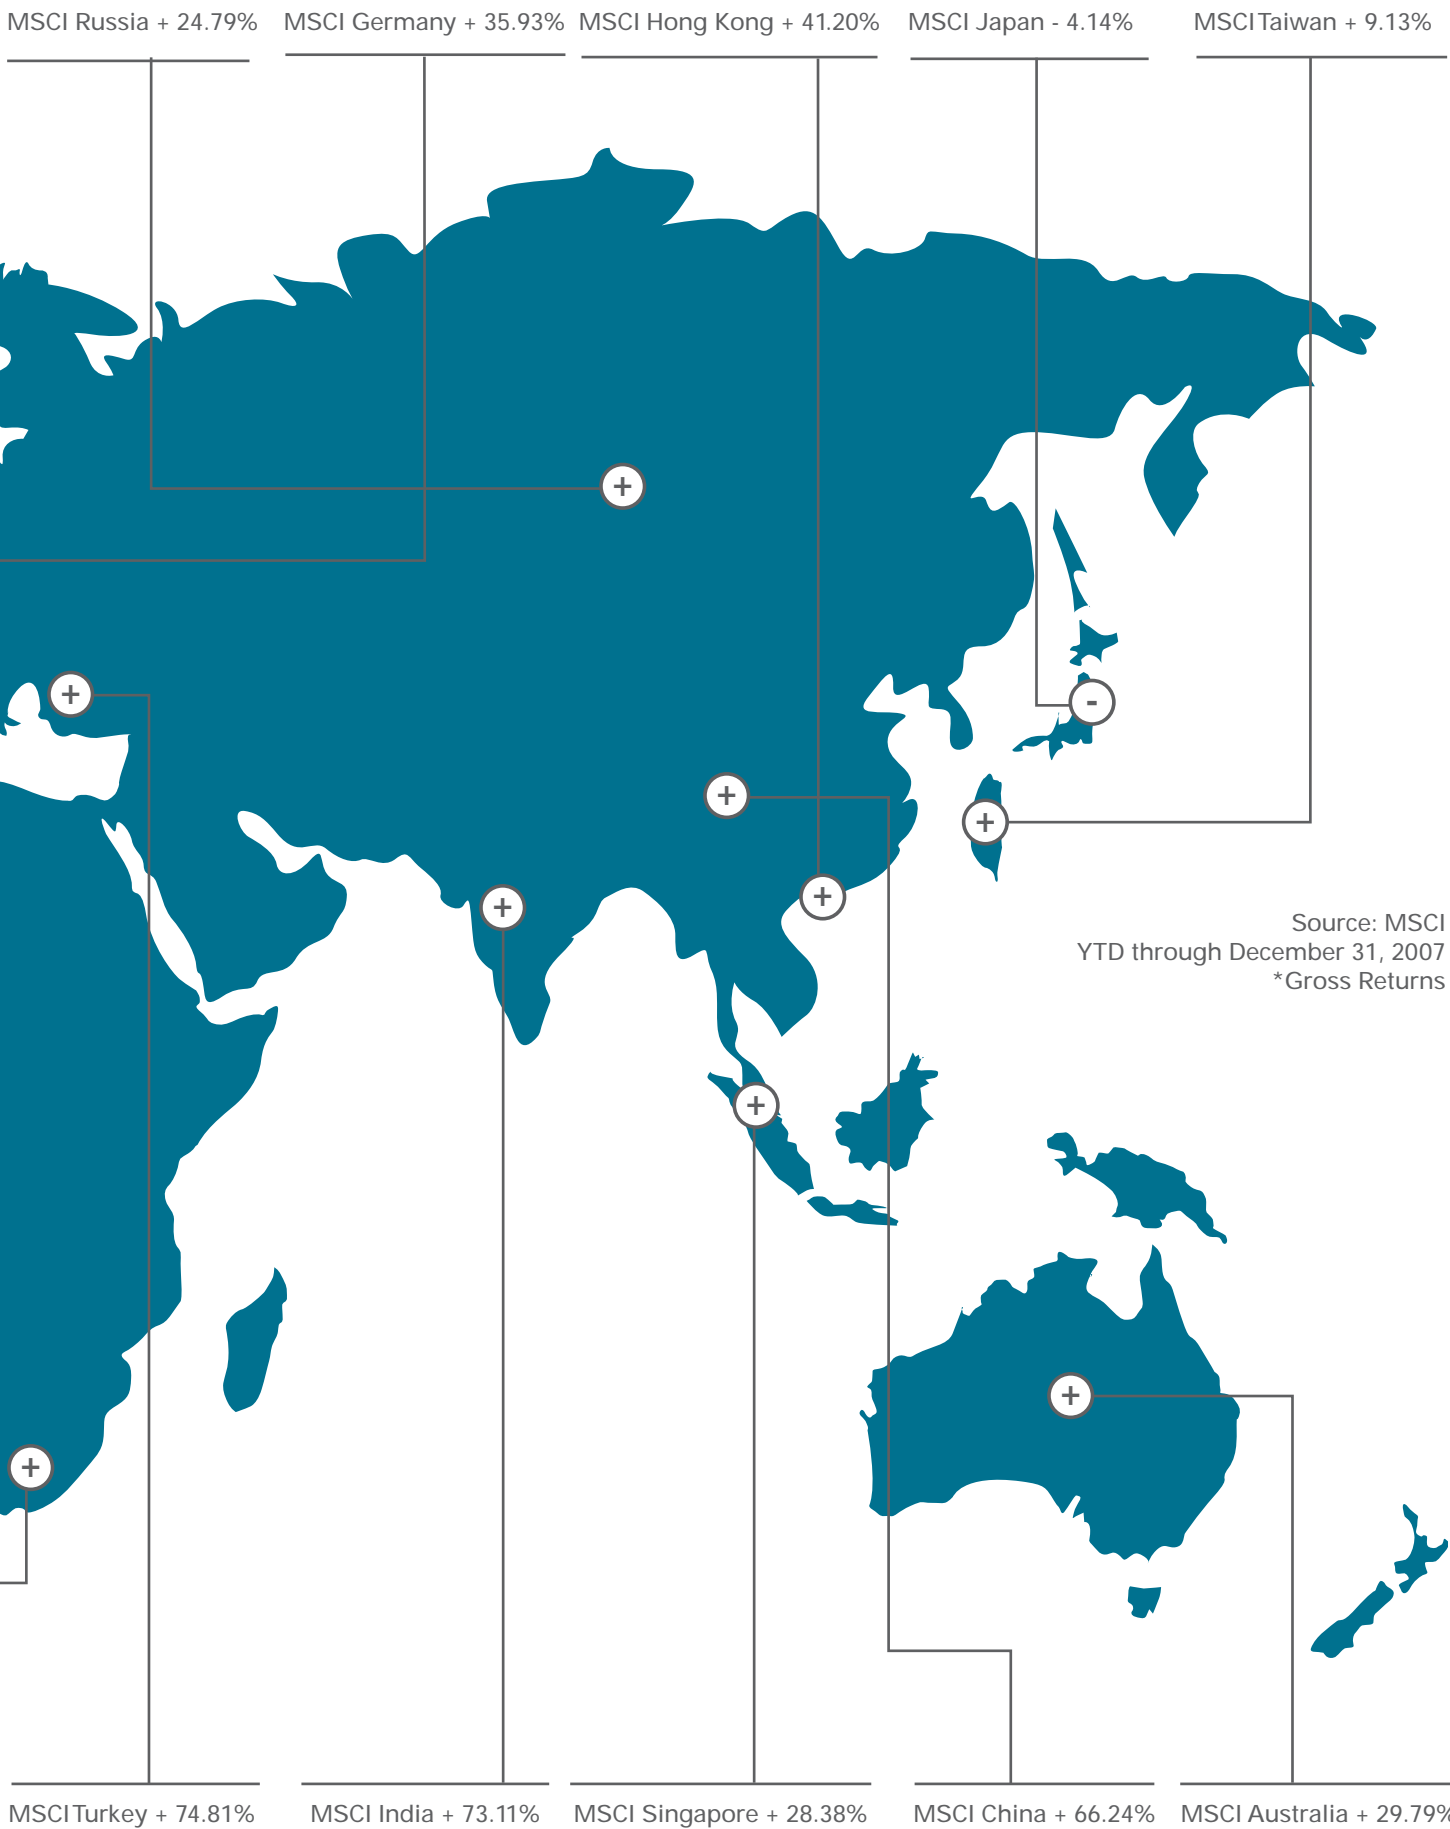 MSCI Russia + 24.79%
MSCI Germany + 35.93%
MSCI Hong Kong + 41.20%
MSCI Japan - 4.14%
MSCI Taiwan + 9.13%
+
+
-
+
+
+
+
Source: MSCI
YTD through December 31, 2007
*Gross Returns
+
+
+
MSCI Turkey + 74.81%
MSCI India + 73.11%
MSCI Singapore + 28.38%
MSCI China + 66.24%
MSCI Australia + 29.79%